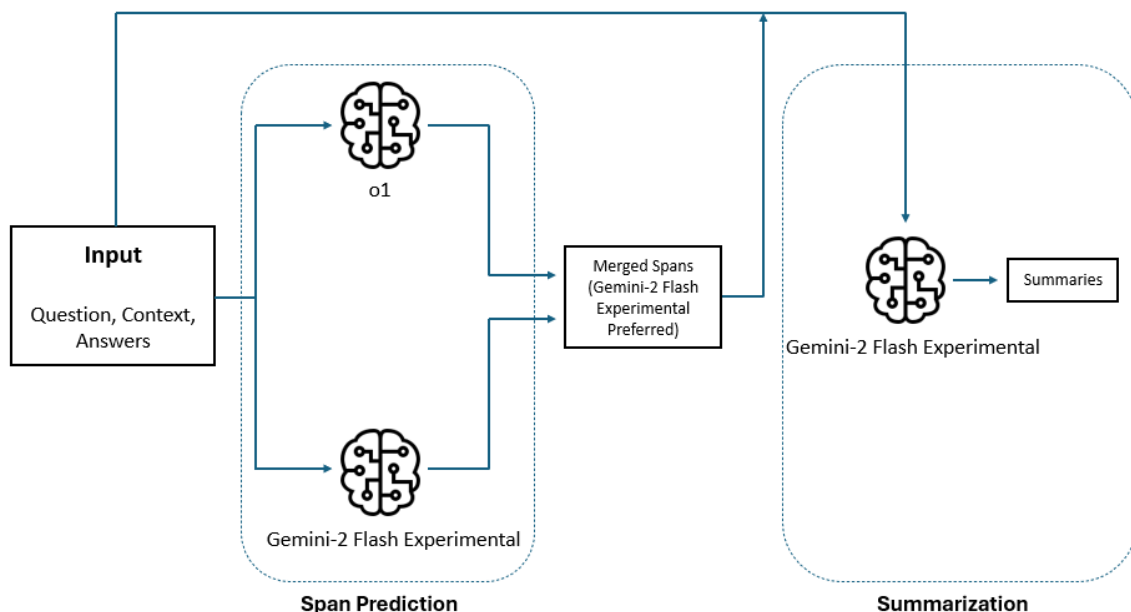 Input
Question, Context,
Answers
o1
Gemini-2 Flash Experimental
Span Prediction
Merged Spans
(Gemini-2 Flash
Experimental
Preferred)
Gemini-2 Flash Experimental
Summaries
Summarization